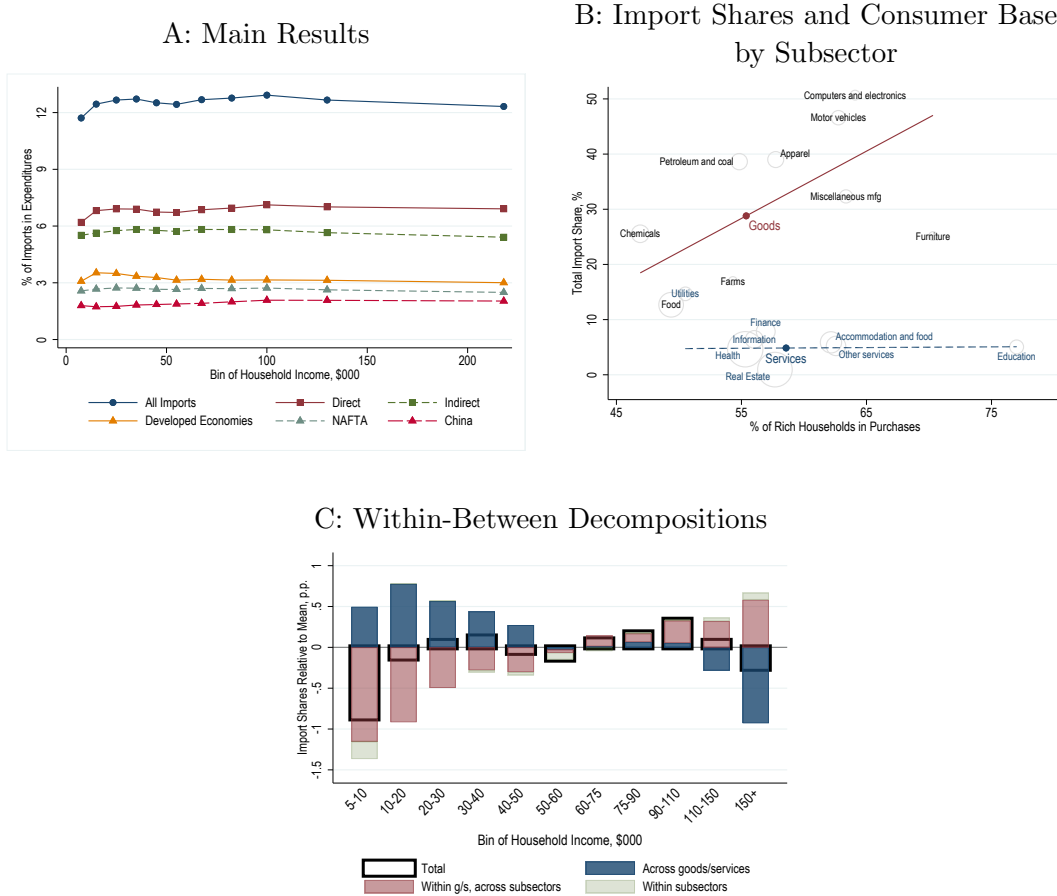 A: Main Results
% of Imports in Expenditures
12
9
6
3
0
0 50 100 150 200
Bin of Household Income, $000
All Imports Direct Indirect
Developed Economies NAFTA China
B: Import Shares and Consumer Base
by Subsector
Total Import Share, %
50
40
30
20
10
0
Computers and electronics
Motor vehicles
Petroleum and coal
Apparel
Miscellaneous mfg
Goods
Chemicals
Furniture
Farms
Utilities
Food
Finance
Information
Accommodation and food
Health
Services
Other services
Education
Real Estate
45 55 65 75
% of Rich Households in Purchases
C: Within-Between Decompositions
Import Shares Relative to Mean, p.p.
1
.5
0
-.5
-1
-1.5
5-10 10-20 20-30 30-40 40-50 50-60 60-75 75-90 90-110 110-150 150+
Bin of Household Income, $000
Total Across goods/services
Within g/s, across subsectors Within subsectors